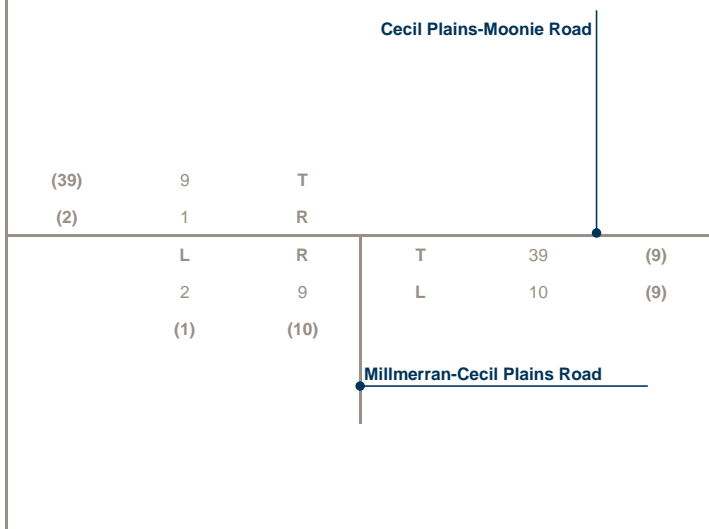 Cecil Plains-Moonie Road
(39) 9 T
(2) 1 R
L R T 39 (9)
2 9 L 10 (9)
(1) (10)
Millmerran-Cecil Plains Road